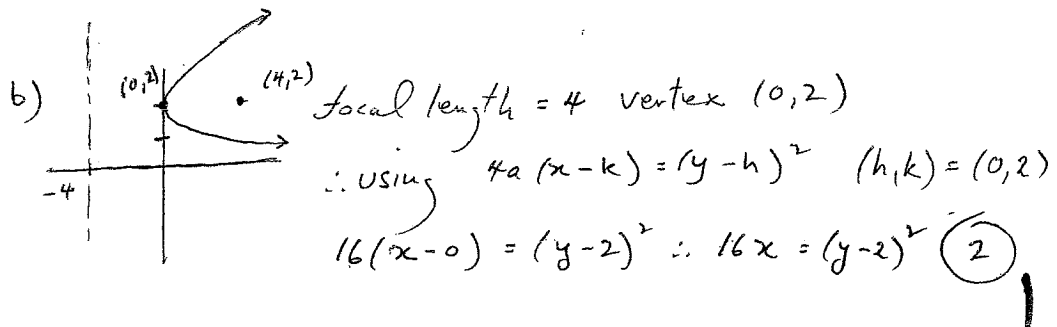 b)
(0,2)
(4,2)
-4
focal length = 4 vertex (0,2)
∴ using 4a(x-k) = (y-h)² (h,k) = (0,2)
16(x-0) = (y-2)² ∴ 16x = (y-2)² 2